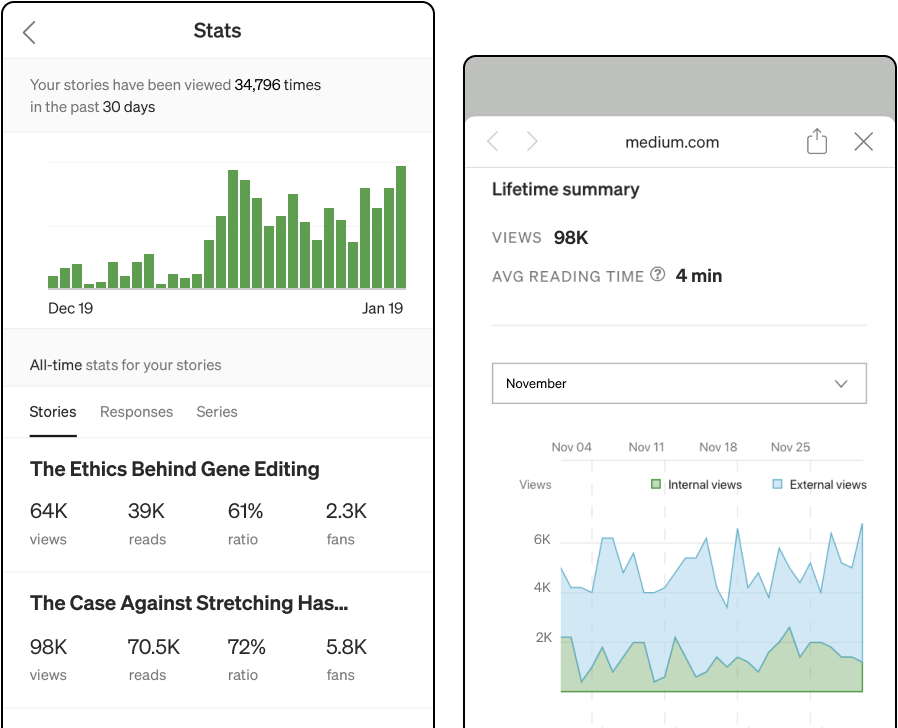 Stats
Your stories have been viewed 34,796 times
in the past 30 days
Dec 19 Jan 19
All-time stats for your stories
Stories Responses Series
The Ethics Behind Gene Editing
64K 39K 61% 2.3K
views reads ratio fans
The Case Against Stretching Has...
98K 70.5K 72% 5.8K
views reads ratio fans
medium.com
Lifetime summary
VIEWS 98K
AVG READING TIME ? 4 min
November
Nov 04 Nov 11 Nov 18 Nov 25
Views Internal views External views
6K
4K
2K